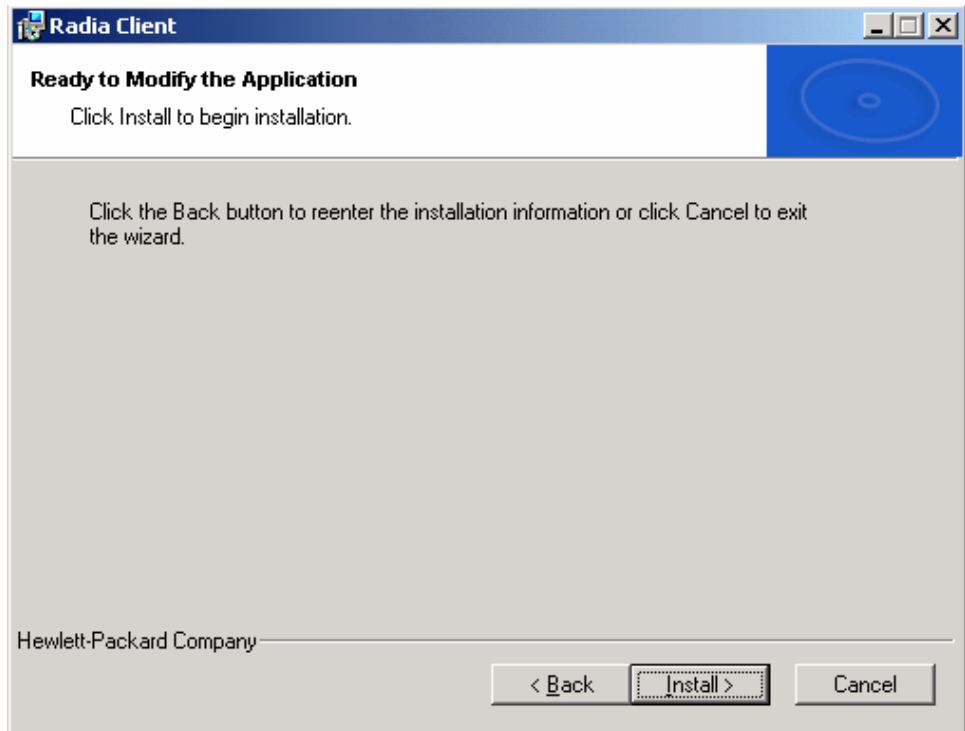 Radia Client
Ready to Modify the Application
Click Install to begin installation.
Click the Back button to reenter the installation information or click Cancel to exit
the wizard.
Hewlett-Packard Company
< Back
Install >
Cancel